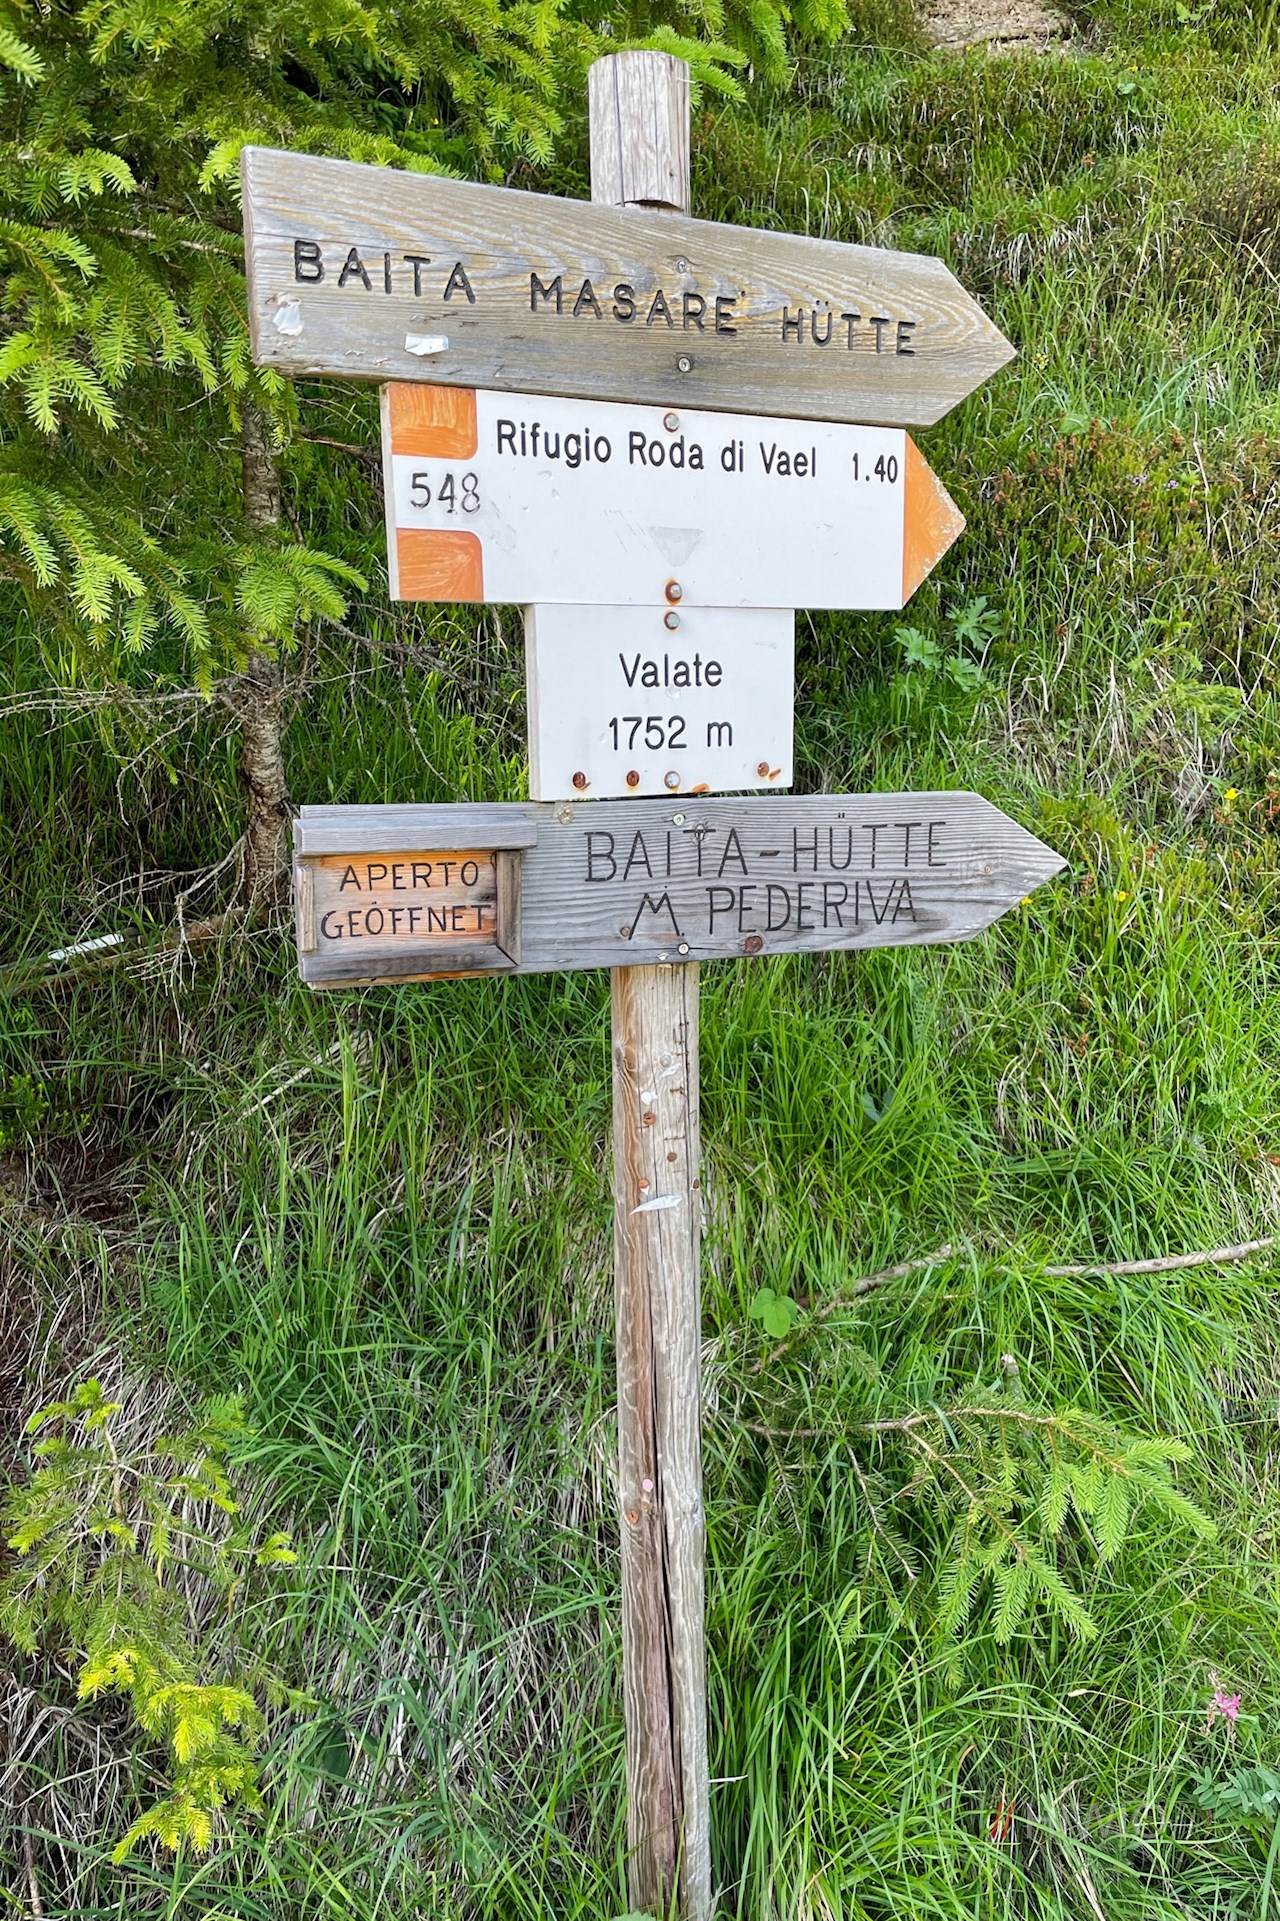 BAITA MASARE' HÜTTE
Rifugio Roda di Vael 1.40
548
Valate
1752 m
APERTO
GEÖFFNET
BAITA-HÜTTE
M. PEDERIVA